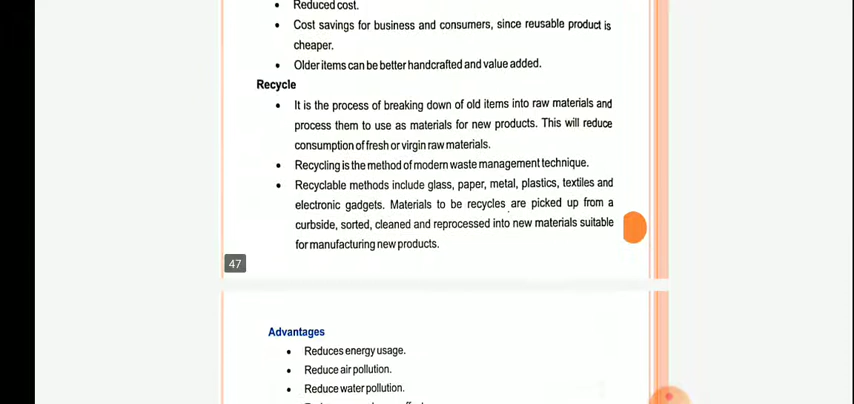 • Reduced cost.
• Cost savings for business and consumers, since reusable product is
cheaper.
• Older items can be better handcrafted and value added.
Recycle
• It is the process of breaking down of old items into raw materials and
process them to use as materials for new products. This will reduce
consumption of fresh or virgin raw materials.
• Recycling is the method of modern waste management technique.
• Recyclable methods include glass, paper, metal, plastics, textiles and
electronic gadgets. Materials to be recycles are picked up from a
curbside, sorted, cleaned and reprocessed into new materials suitable
for manufacturing new products.
47
Advantages
• Reduces energy usage.
• Reduce air pollution.
• Reduce water pollution.